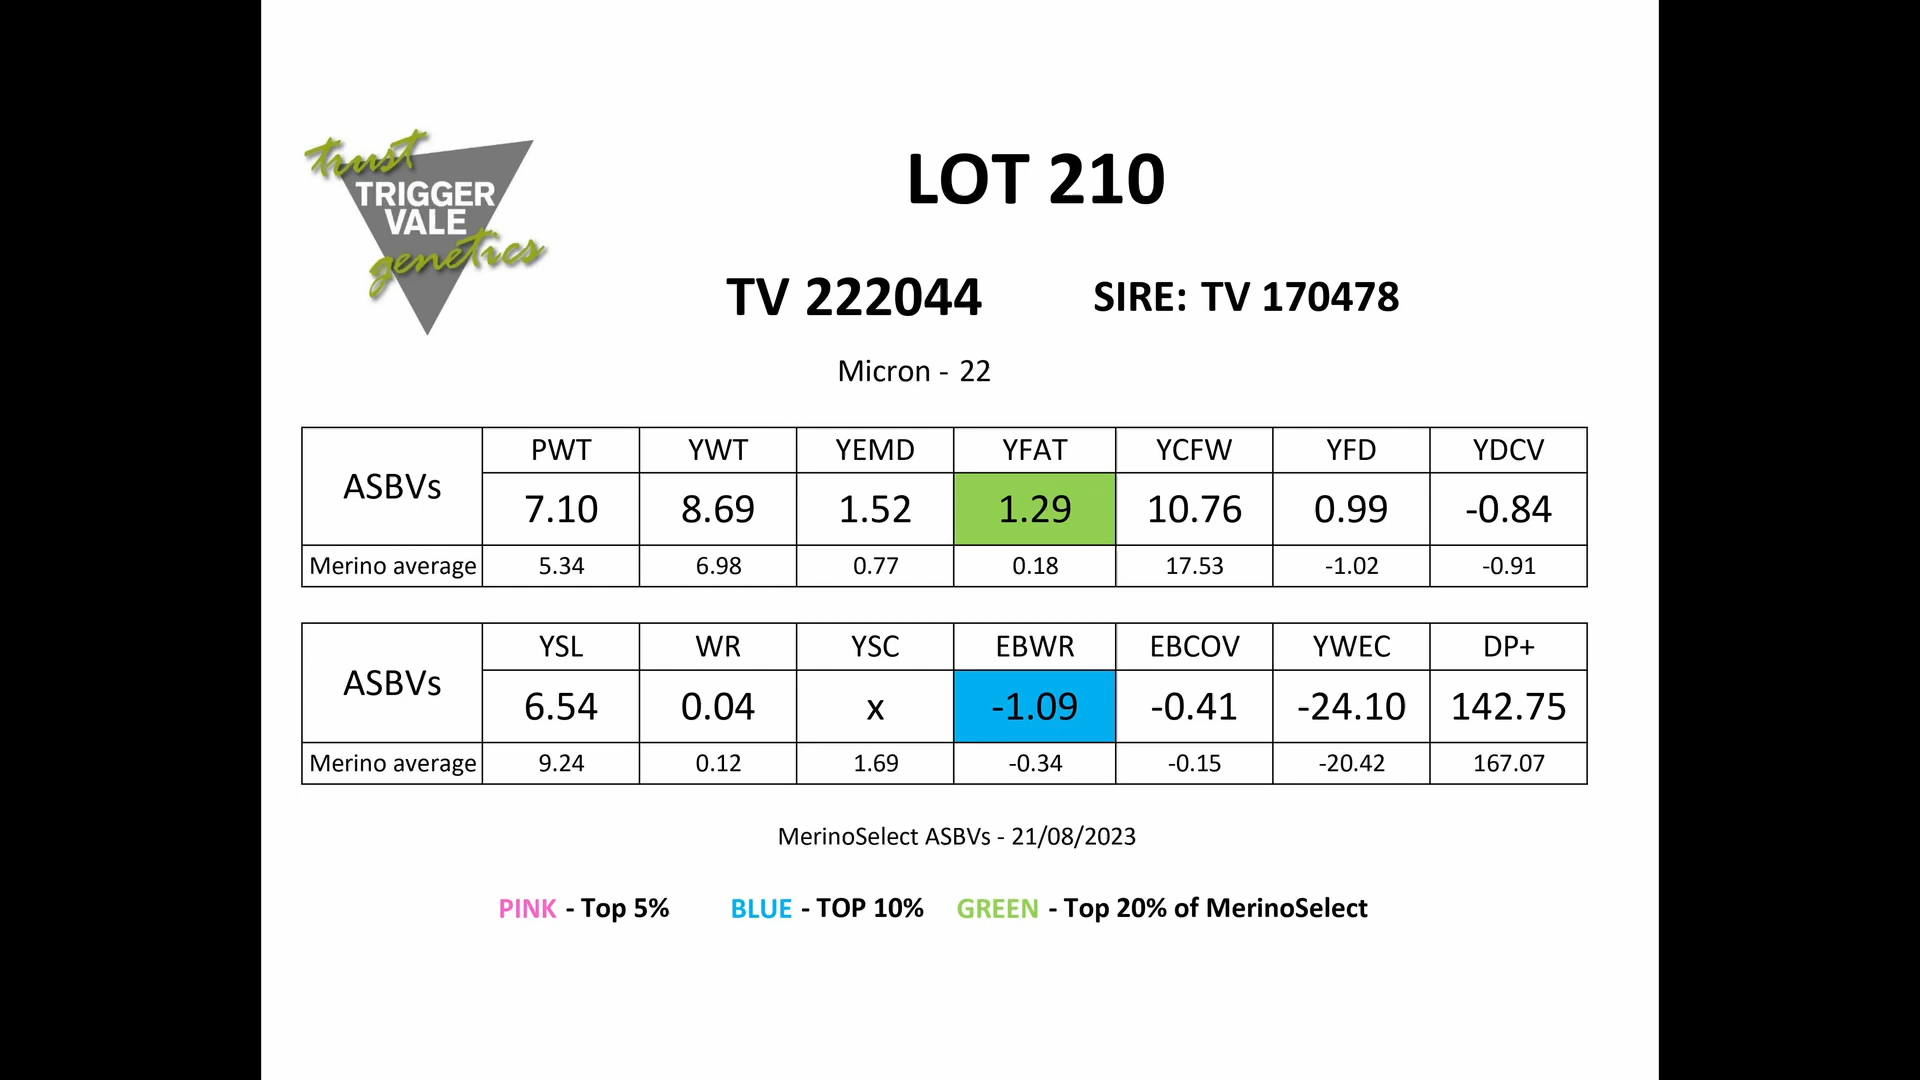 trust
TRIGGER
VALE
genetics
LOT 210
TV 222044 SIRE: TV 170478
Micron - 22
ASBVs PWT YWT YEMD YFAT YCFW YFD YDCV
7.10 8.69 1.52 1.29 10.76 0.99 -0.84
Merino average 5.34 6.98 0.77 0.18 17.53 -1.02 -0.91
ASBVs YSL WR YSC EBWR EBCOV YWEC DP+
6.54 0.04 x -1.09 -0.41 -24.10 142.75
Merino average 9.24 0.12 1.69 -0.34 -0.15 -20.42 167.07
MerinoSelect ASBVs - 21/08/2023
PINK - Top 5% BLUE - TOP 10% GREEN - Top 20% of MerinoSelect